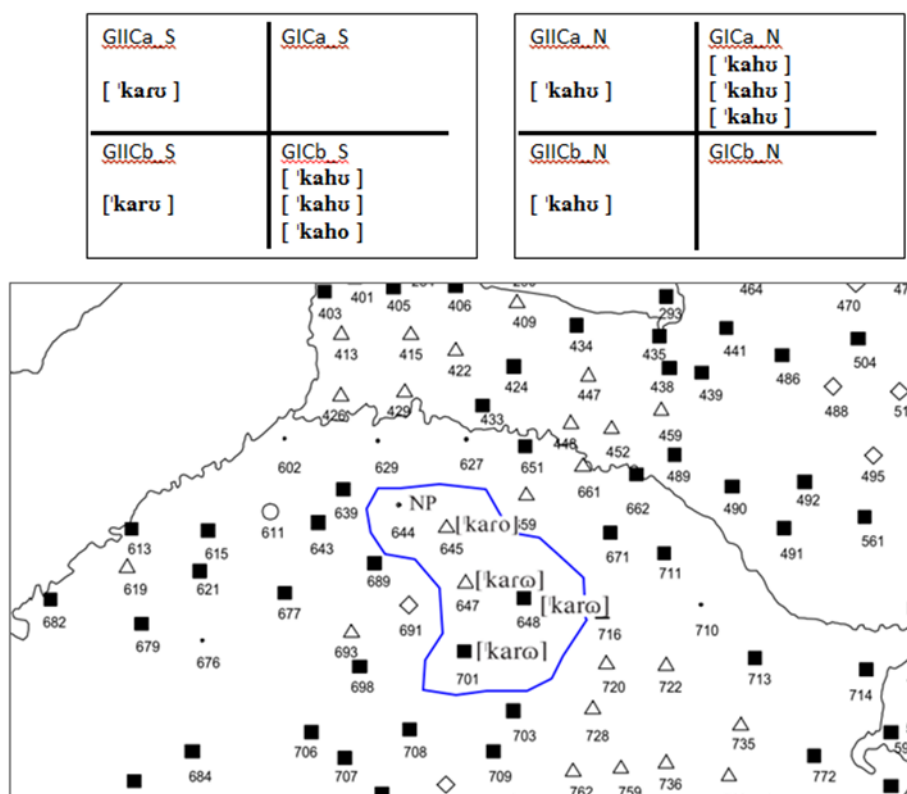 GIICa_S GICa_S
[ ˈkaɾʊ ]
GIICb_S GICb_S
[ˈkaɾʊ ]
[ ˈkahʊ ]
[ ˈkahʊ ]
[ ˈkaho ]
GIICa_N GICa_N
[ ˈkahʊ ]
[ ˈkahʊ ]
[ ˈkahʊ ]
[ ˈkahʊ ]
GIICb_N GICb_N
[ ˈkahʊ ]
403 401 405 406 409 293 464 470
413 415 422 424 434 435 441 504
447 438 439 486 488
426 429 433 448 452 459 495
602 629 627 651 661 489 490 492
NP
611 639 644 645 [ˈkaɾo] 662 491 561
613 615 643 671 711
619 621 677 689 647 [ˈkaɾɷ]
682 679 676 691 693 648 [ˈkaɾɷ] 716 710
698 701 [ˈkaɾɷ] 720 722 713 714
706 708 703 728 735
684 707 709 762 759 736 772